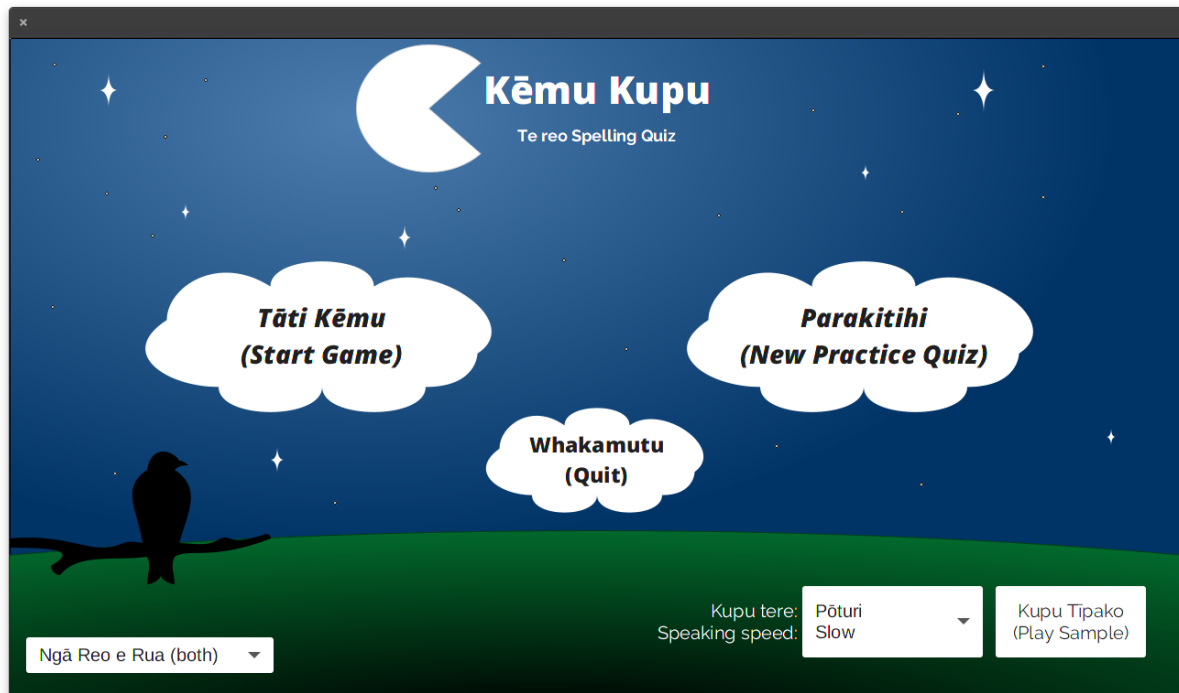 Kēmu Kupu
Te reo Spelling Quiz
Tāti Kēmu
(Start Game)
Parakitihi
(New Practice Quiz)
Whakamutu
(Quit)
Kupu tere:
Speaking speed:
Pōturi
Slow
Kupu Tīpako
(Play Sample)
Ngā Reo e Rua (both)